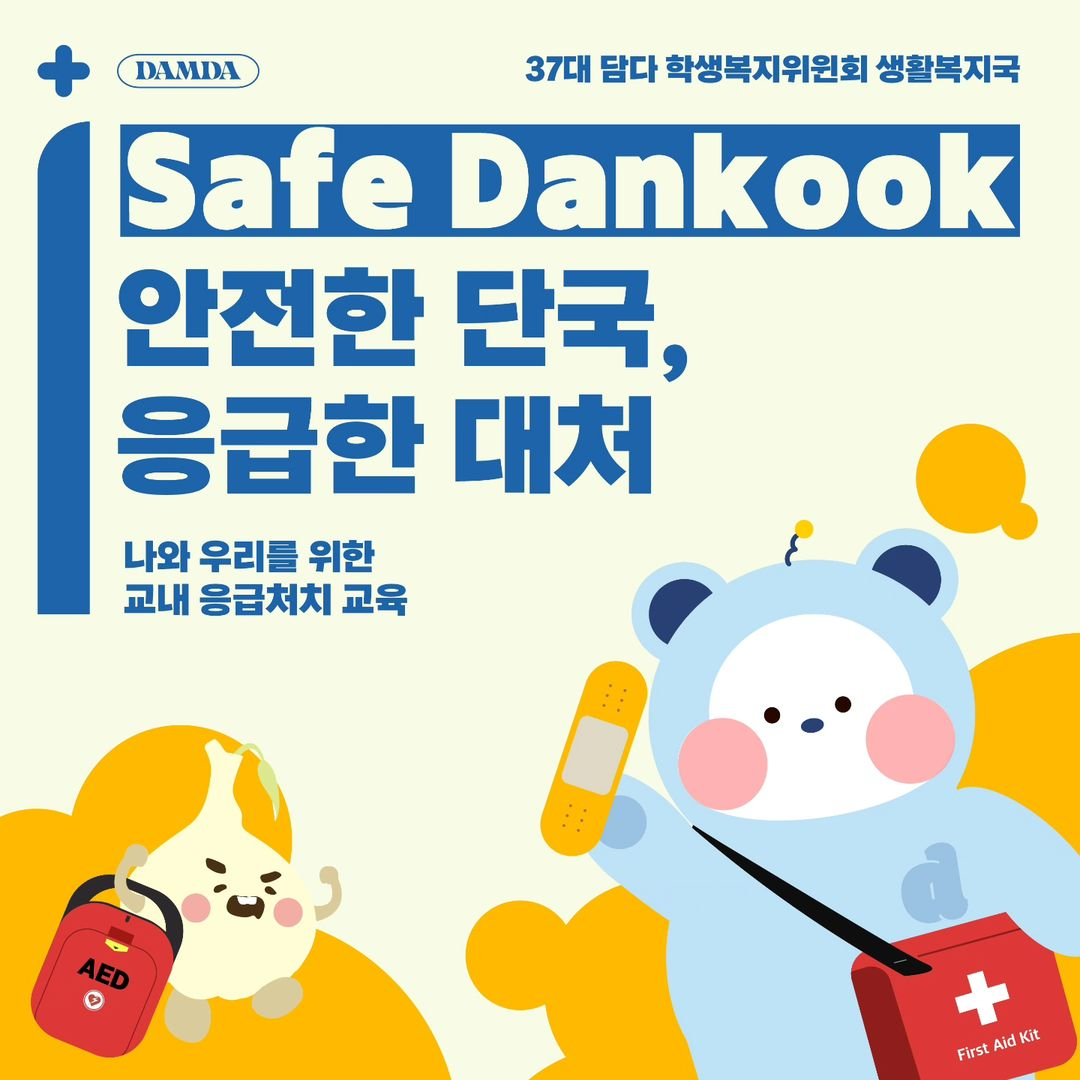 DAMDA
37대 담다 학생복지위원회 생활복지국
Safe Dankook
안전한 단국,
응급한 대처
나와 우리를 위한
교내 응급처치 교육
AED
d
First Aid Kit